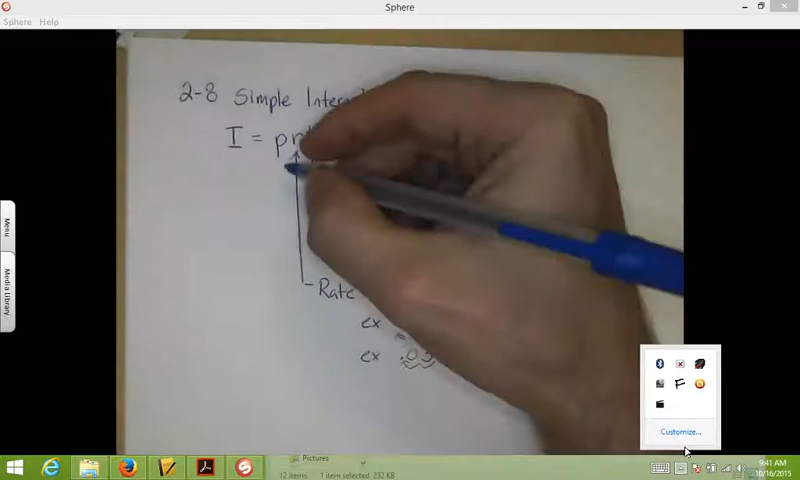 Sphere
Sphere Help
2-8 Simple
I = pr
Rate
ex
ex .03
Menu
Media Library
Customize...
Pictures
12 items 1 item selected 232 KB
9:41 AM
10/16/2015